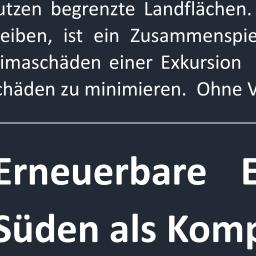 utzen begrenzte Landflächen.
eiben, ist ein Zusammenspie
imaschäden einer Exkursion
chäden zu minimieren. Ohne V
Erneuerbare E
Süden als Komp